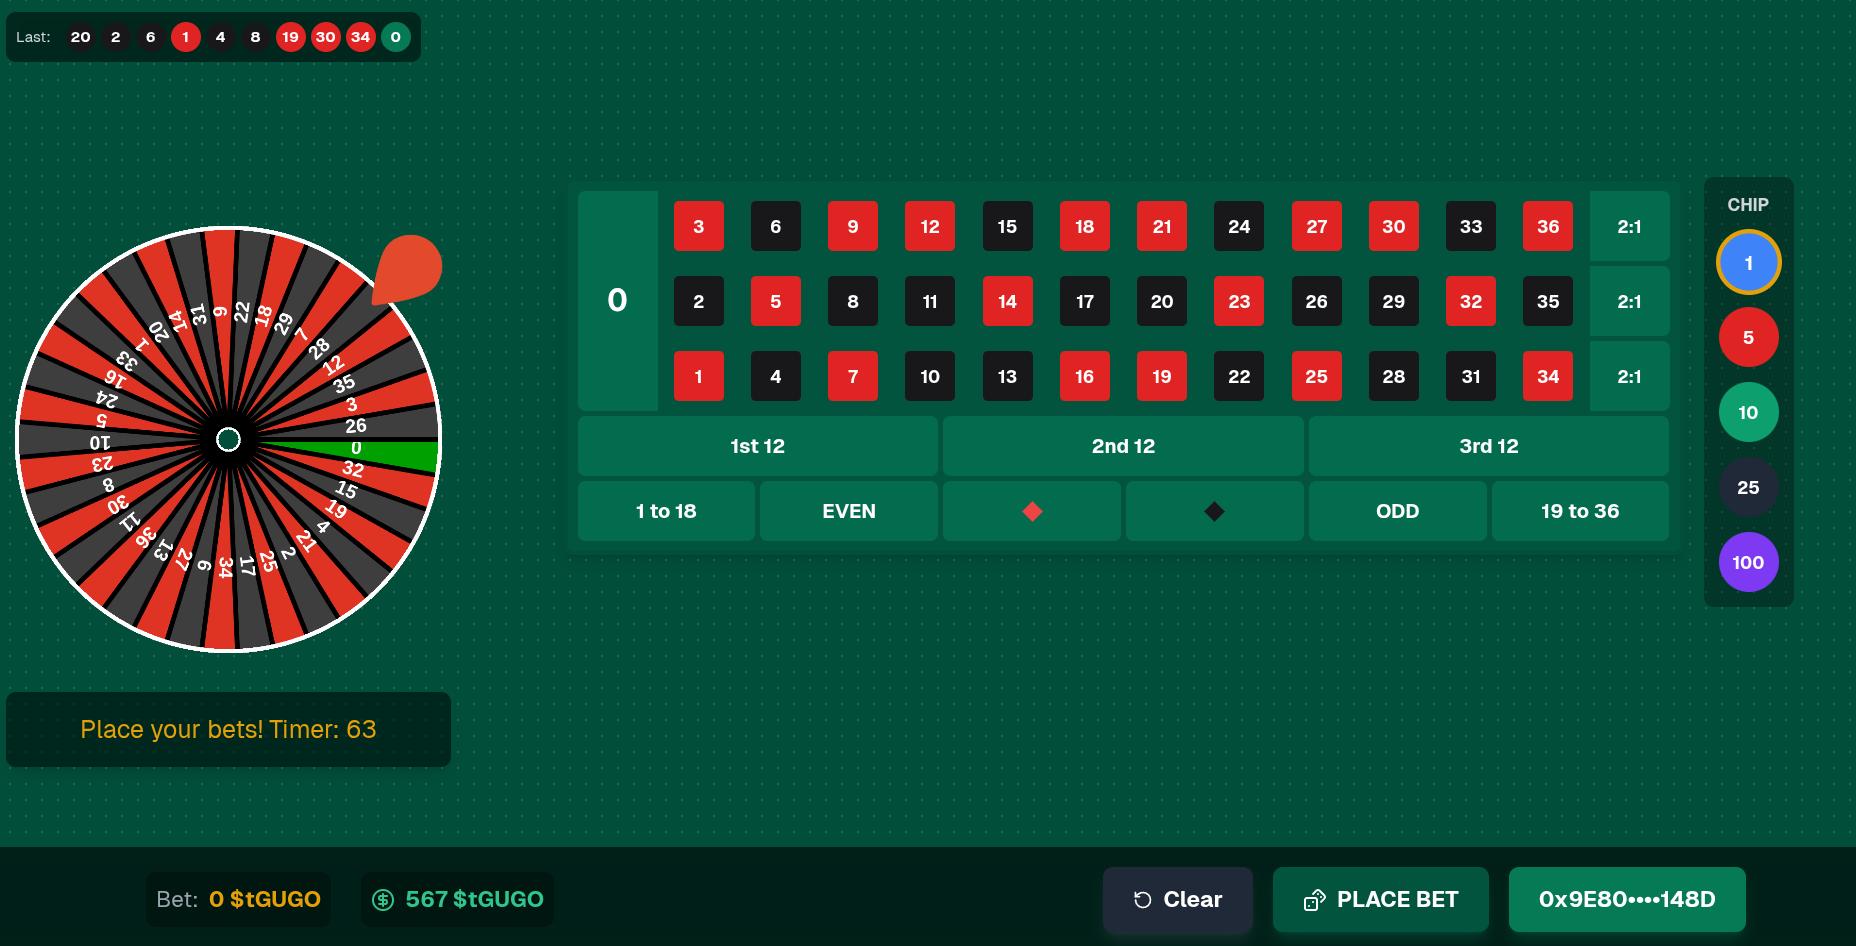 Last: 20 2 6 1 4 8 19 30 34 0
3 6 9 12 15 18 21 24 27 30 33 36 2:1
0
2 5 8 11 14 17 20 23 26 29 32 35 2:1
1 4 7 10 13 16 19 22 25 28 31 34 2:1
1st 12 2nd 12 3rd 12
1 to 18 EVEN ODD 19 to 36
CHIP
1
5
10
25
100
0 32 15 19 4 21 2 25 17 34 6 27 13 36 11 30 8 23 10 5 24 16 33 1 20 14 31 9 22 18 29 7 28 12 35 3 26
Place your bets! Timer: 63
Bet: 0 $tGUGO
567 $tGUGO
Clear
PLACE BET
0x9E80••••148D